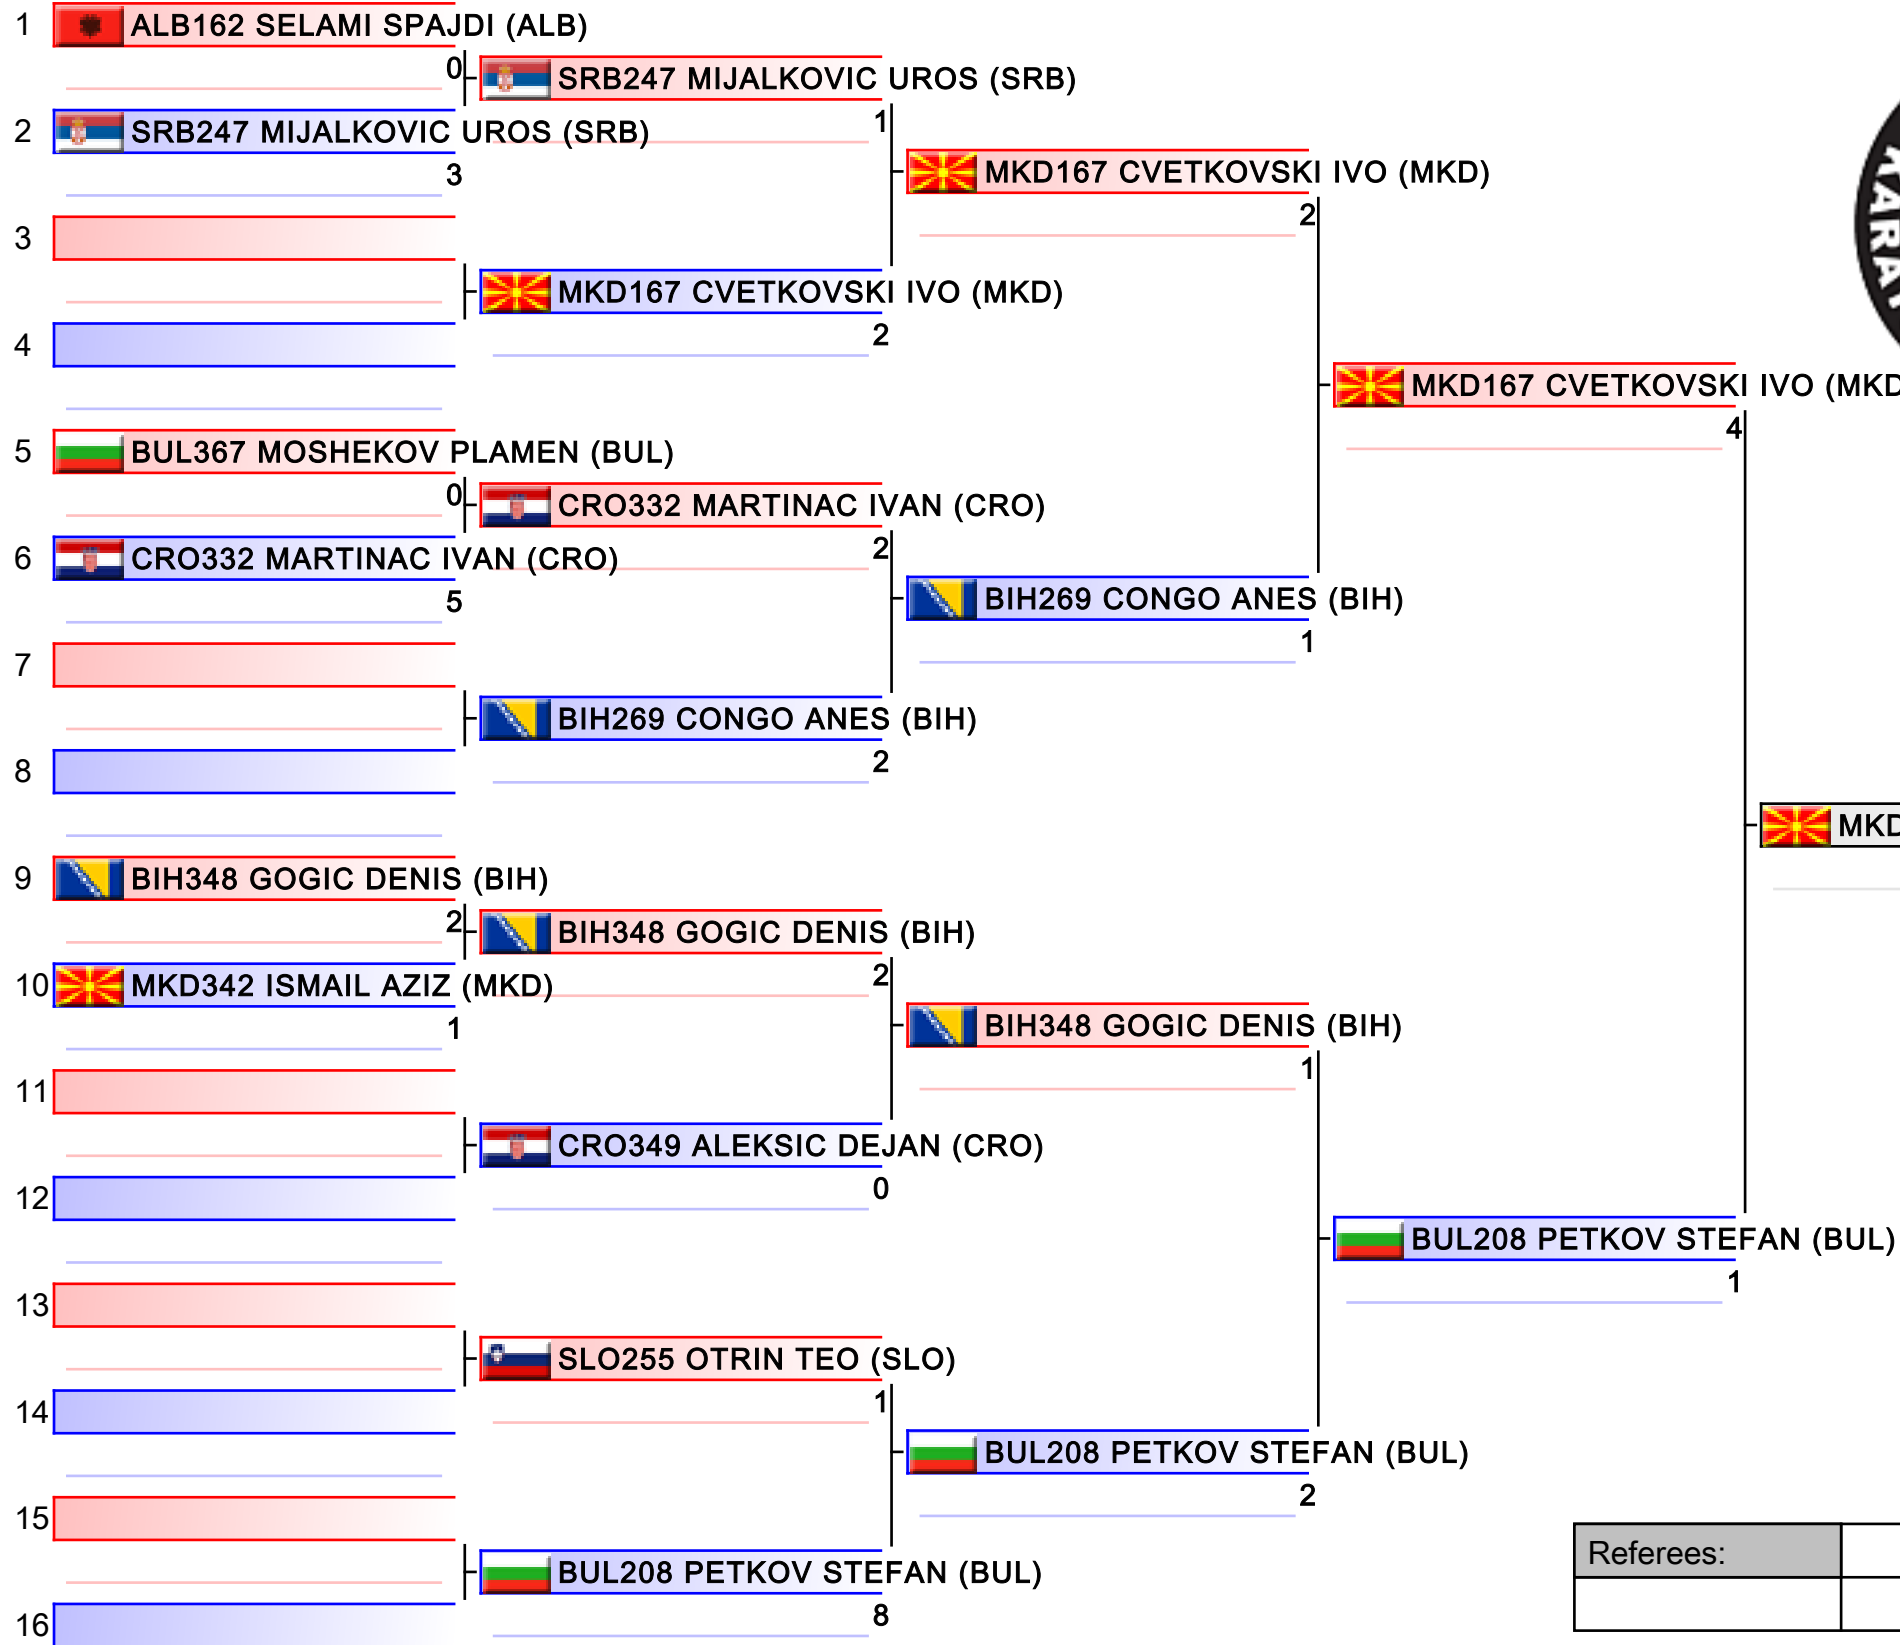 1 ALB162 SELAMI SPAJDI (ALB)
0
SRB247 MIJALKOVIC UROS (SRB)
1
2 SRB247 MIJALKOVIC UROS (SRB)
3
MKD167 CVETKOVSKI IVO (MKD)
2
3
MKD167 CVETKOVSKI IVO (MKD)
2
4
MKD167 CVETKOVSKI IVO (MKD
4
5 BUL367 MOSHEKOV PLAMEN (BUL)
0
CRO332 MARTINAC IVAN (CRO)
2
6 CRO332 MARTINAC IVAN (CRO)
5
BIH269 CONGO ANES (BIH)
1
7
BIH269 CONGO ANES (BIH)
2
8
MKD
9 BIH348 GOGIC DENIS (BIH)
2
BIH348 GOGIC DENIS (BIH)
2
10 MKD342 ISMAIL AZIZ (MKD)
1
BIH348 GOGIC DENIS (BIH)
1
11
CRO349 ALEKSIC DEJAN (CRO)
0
12
BUL208 PETKOV STEFAN (BUL)
1
13
SLO255 OTRIN TEO (SLO)
1
14
BUL208 PETKOV STEFAN (BUL)
2
15
BUL208 PETKOV STEFAN (BUL)
8
16
Referees: